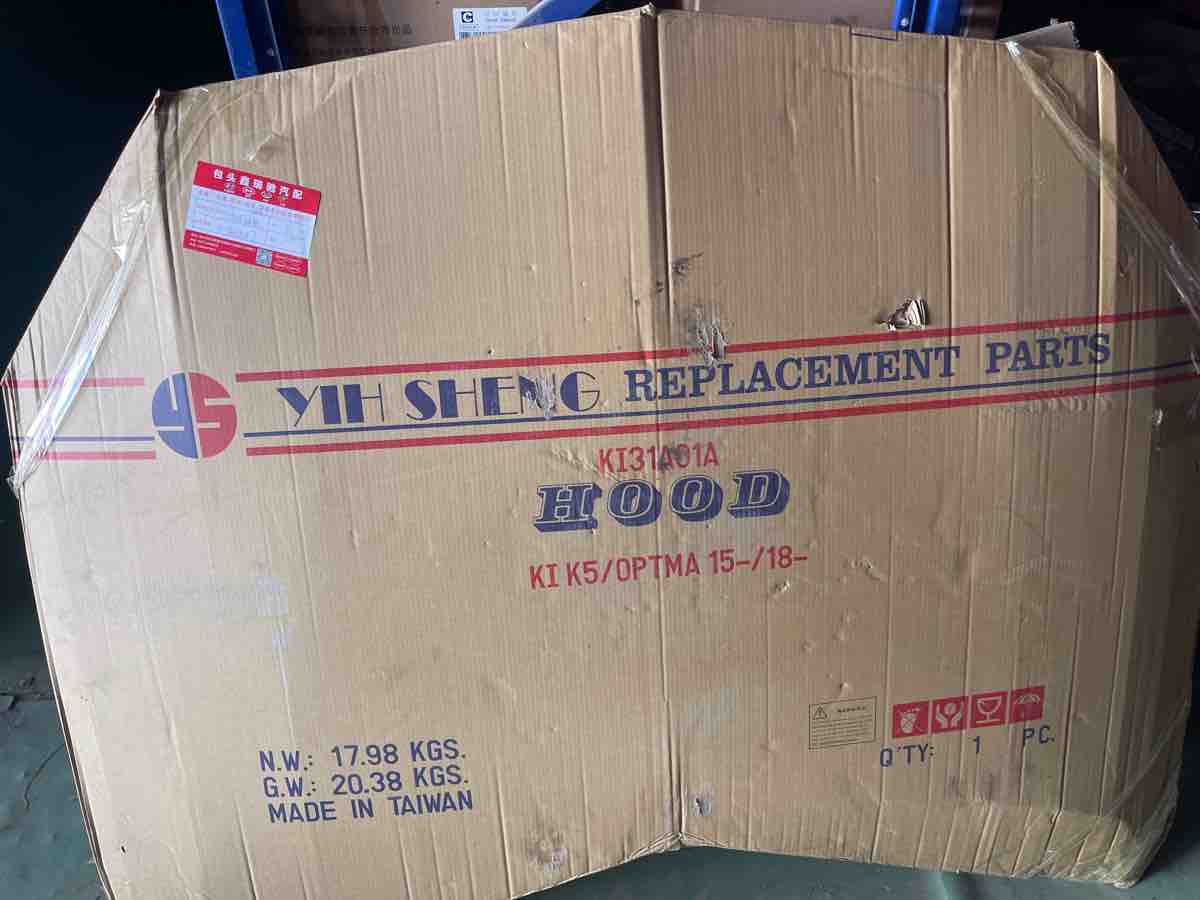 C
包头鑫瑞驰汽配
YS
YIH SHENG REPLACEMENT PARTS
KI31A01A
HOOD
KI K5/OPTMA 15-/18-
N.W.: 17.98 KGS.
G.W.: 20.38 KGS.
MADE IN TAIWAN
Q'TY: 1 PC.